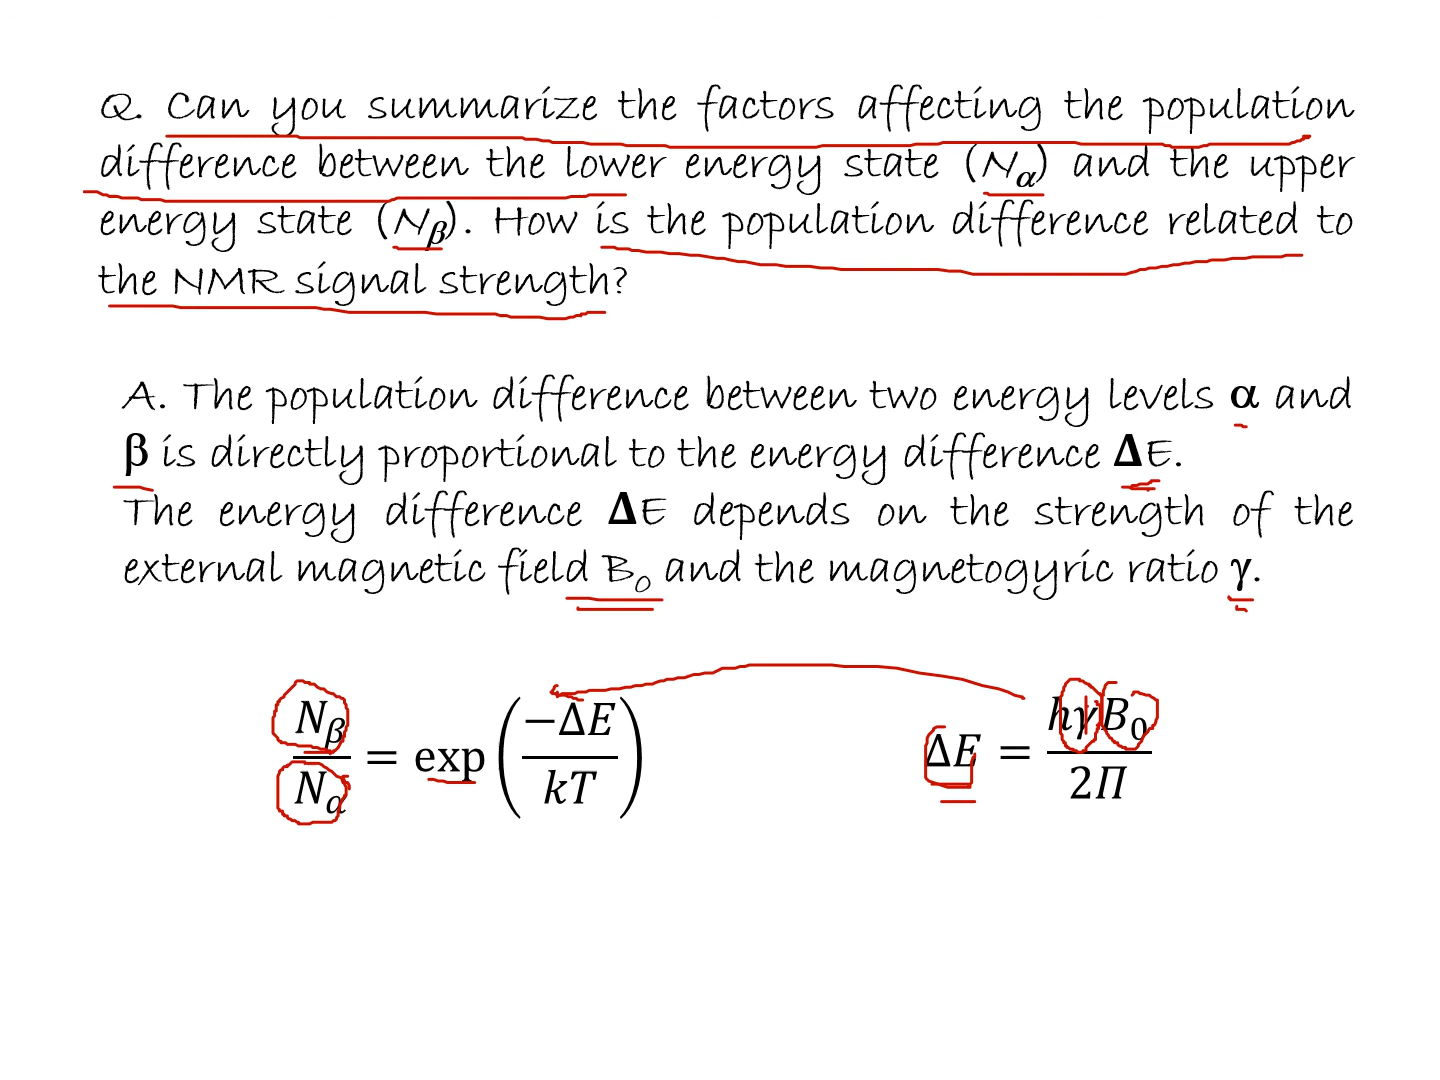 Q. Can you summarize the factors affecting the population
difference between the lower energy state (Nα) and the upper
energy state (Nβ). How is the population difference related to
the NMR signal strength?
A. The population difference between two energy levels α and
β is directly proportional to the energy difference ΔE.
The energy difference ΔE depends on the strength of the
external magnetic field B₀ and the magnetogyric ratio γ.
Nβ/Nα = exp(−ΔE/kT)
ΔE = hγB₀/2Π